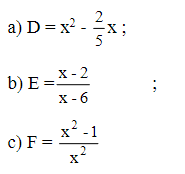 a) D = x² - 2/5 x ;
b) E = x - 2 / x - 6 ;
c) F = x² - 1 / x²